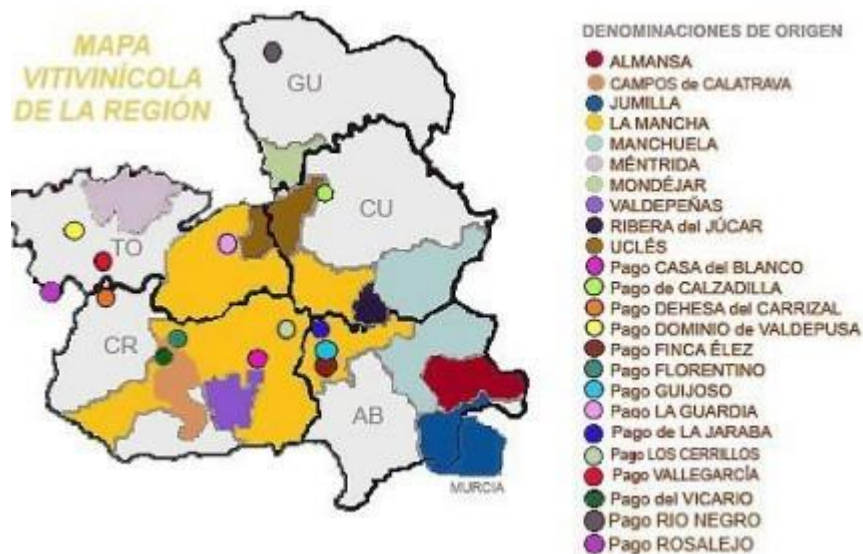 MAPA
VITIVINÍCOLA
DE LA REGIÓN
GU
CU
TO
CR
AB
MURCIA
DENOMINACIONES DE ORIGEN
ALMANSA
CAMPOS de CALATRAVA
JUMILLA
LA MANCHA
MANCHUELA
MÉNTRIDA
MONDÉJAR
VALDEPEÑAS
RIBERA del JÚCAR
UCLÉS
Pago CASA del BLANCO
Pago de CALZADILLA
Pago DEHESA del CARRIZAL
Pago DOMINIO de VALDEPUSA
Pago FINCA ÉLEZ
Pago FLORENTINO
Pago GUIJOSO
Pago LA GUARDIA
Pago de LA JARABA
Pago LOS CERRILLOS
Pago VALLEGARCÍA
Pago del VICARIO
Pago RIO NEGRO
Pago ROSALEJO